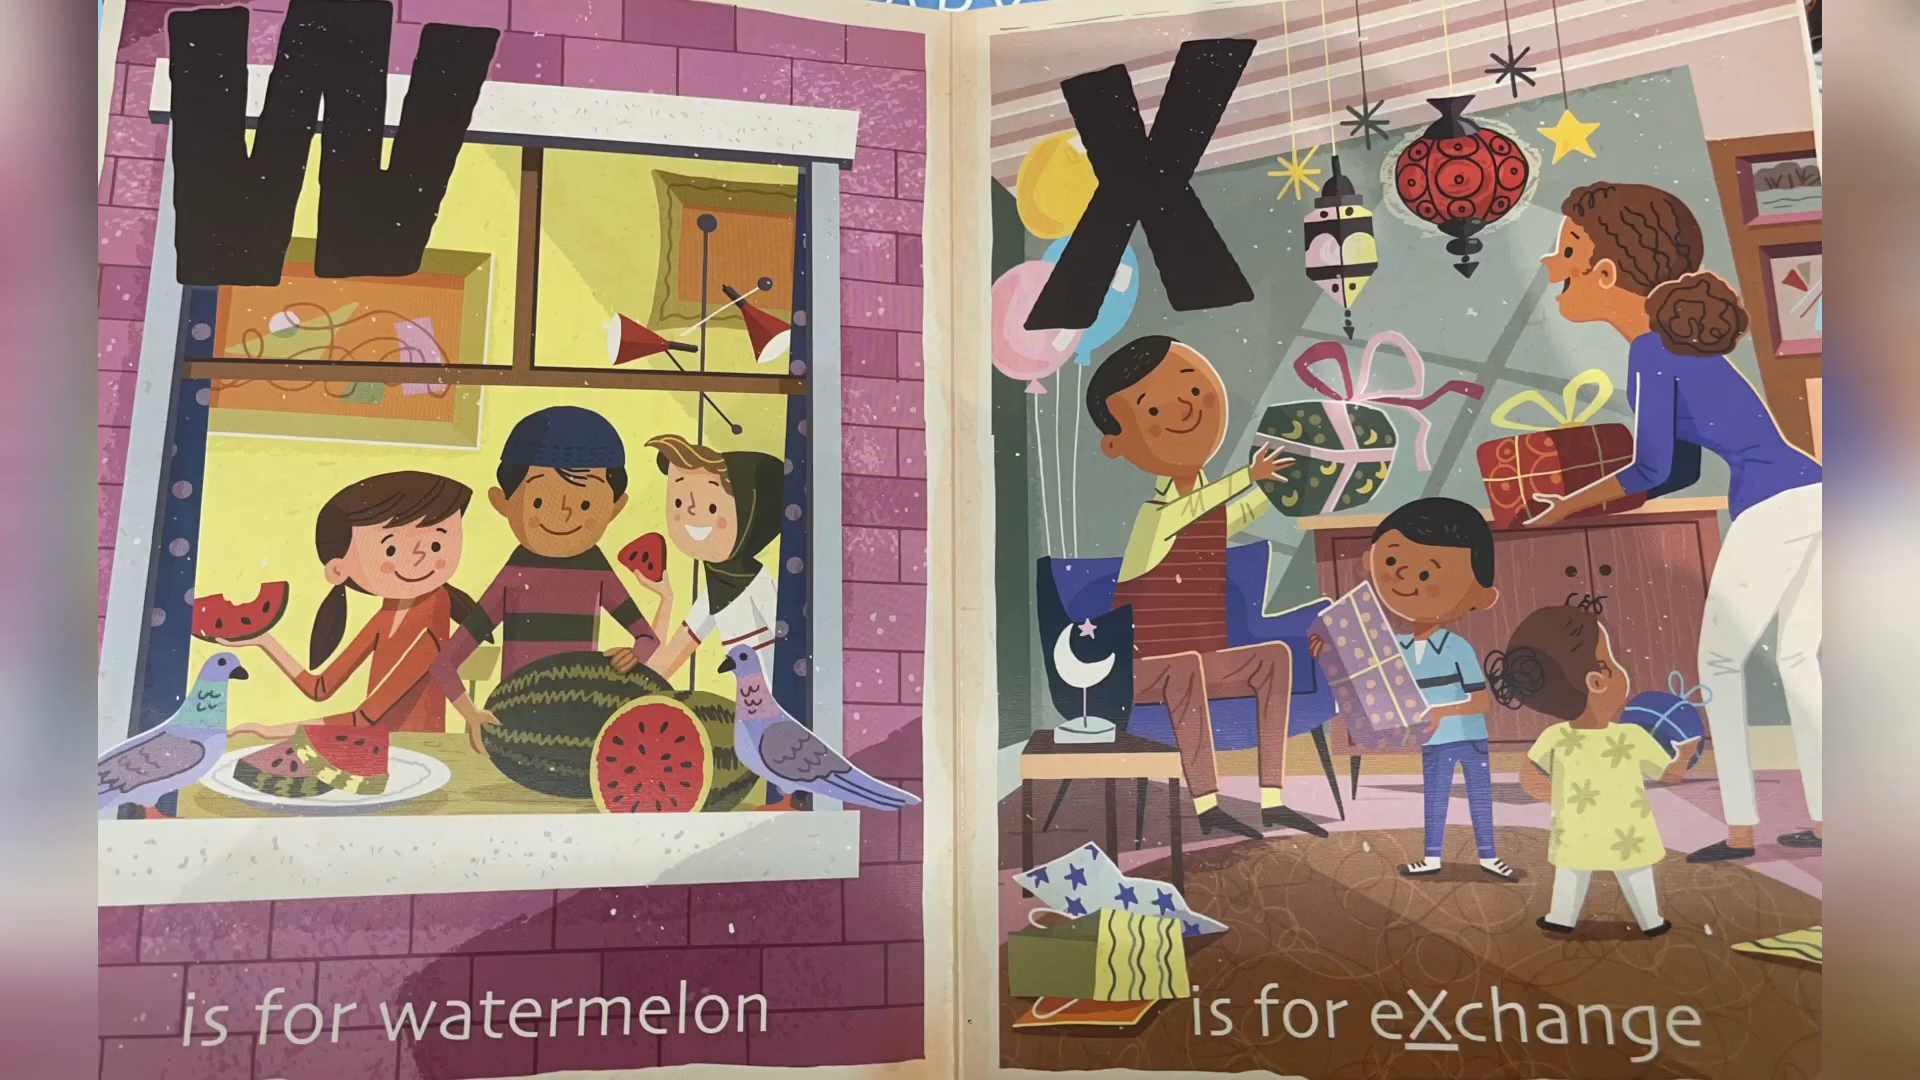 W
is for watermelon
X
is for eXchange